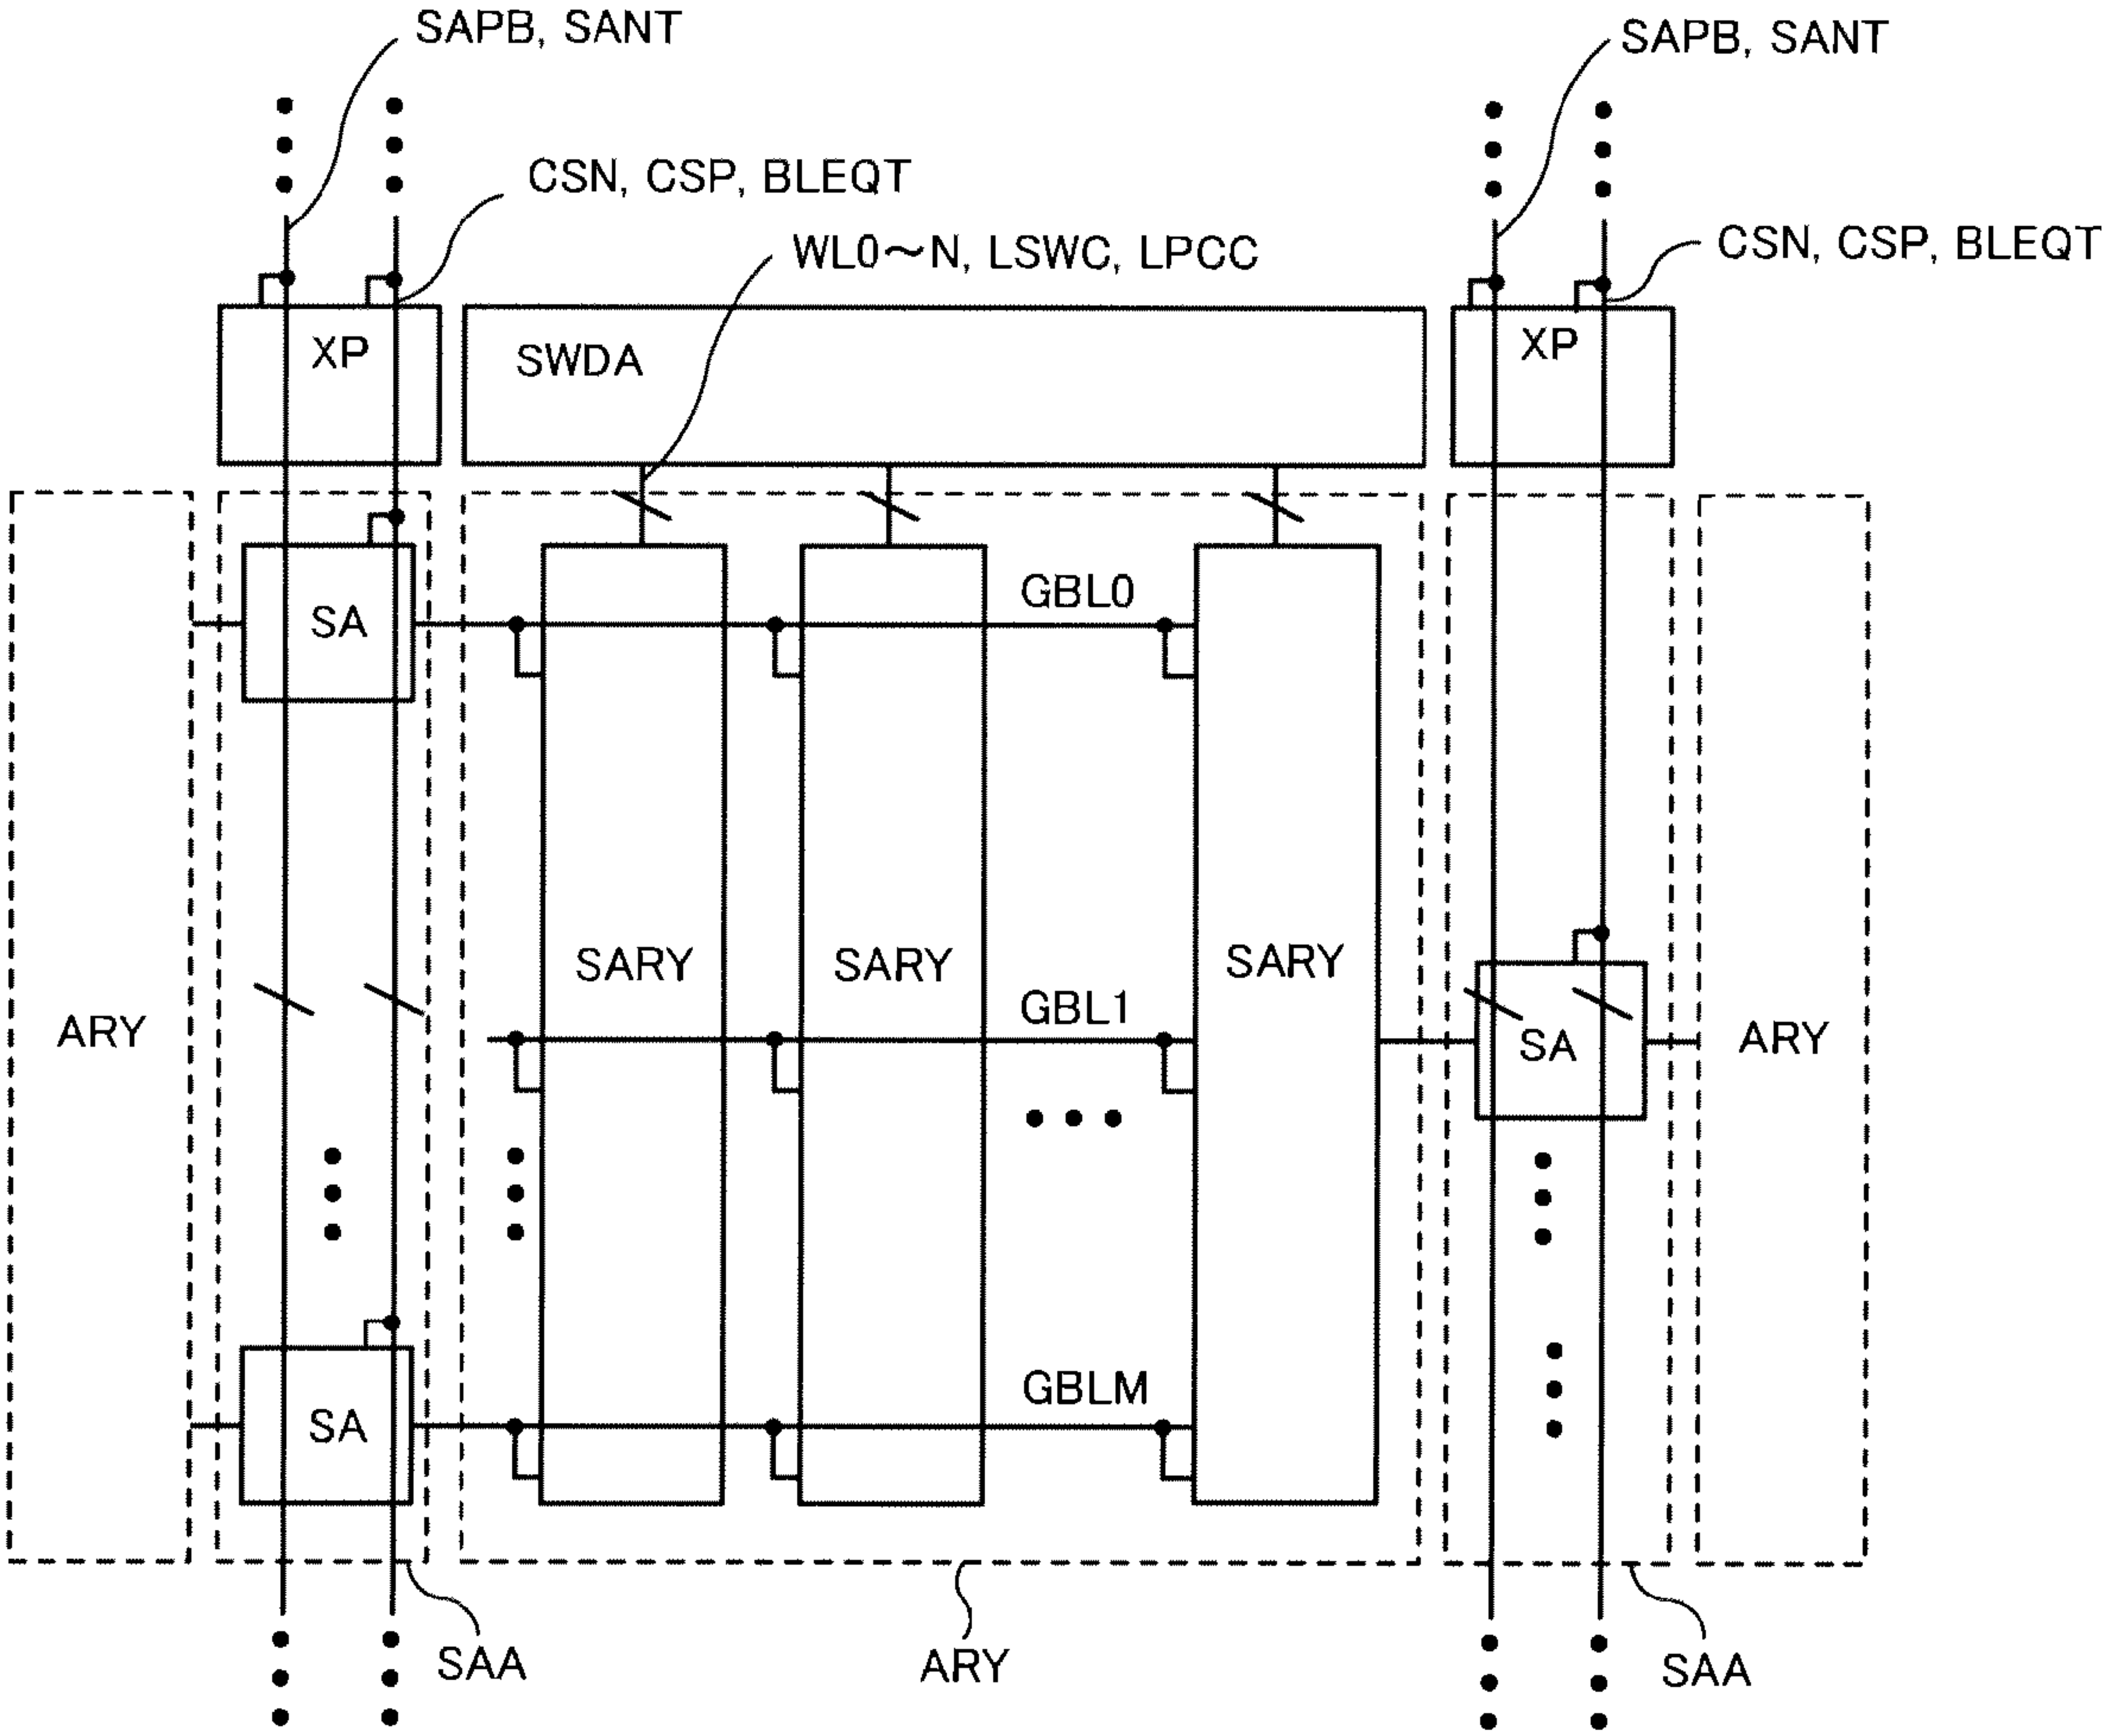 SAPB, SANT
SAPB, SANT
CSN, CSP, BLEQT
WL0～N, LSWC, LPCC
CSN, CSP, BLEQT
XP
SWDA
XP
SA
GBL0
SARY
SARY
SARY
GBL1
ARY
SA
ARY
GBLM
SA
SAA
ARY
SAA